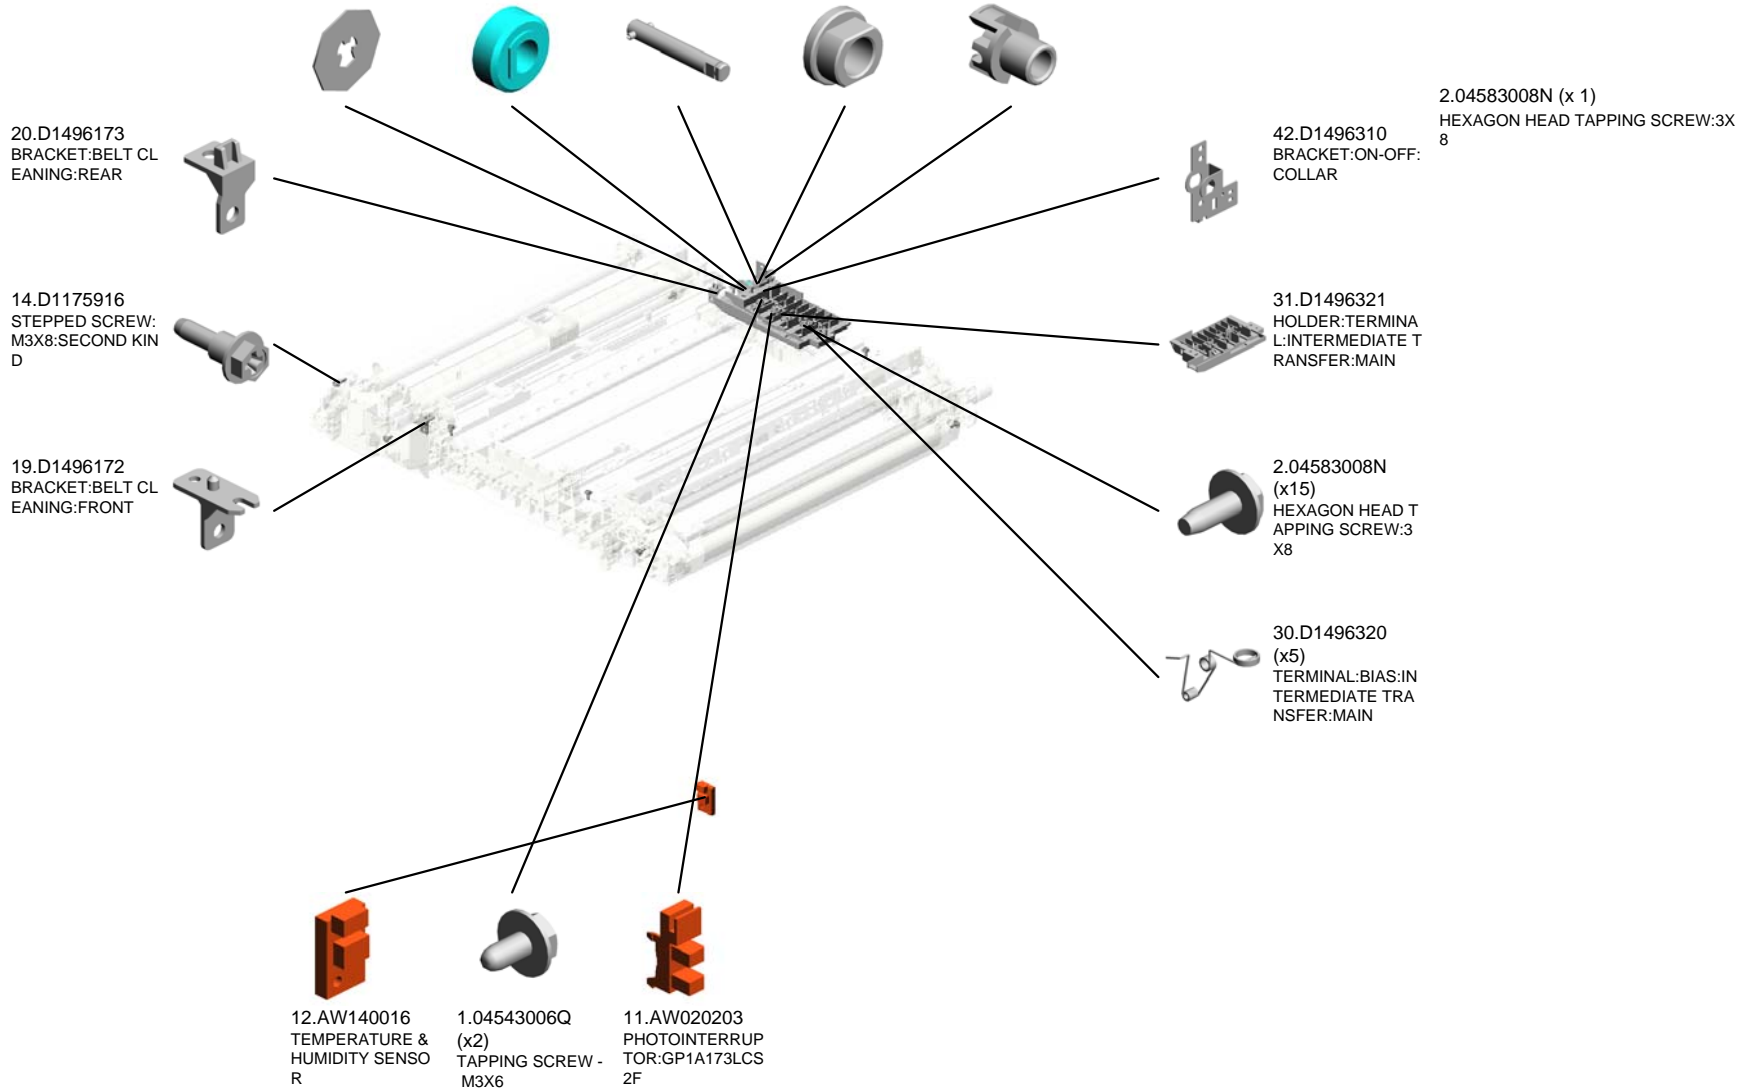 2.04583008N (x 1)
HEXAGON HEAD TAPPING SCREW:3X
8
20.D1496173
BRACKET:BELT CL
EANING:REAR
42.D1496310
BRACKET:ON-OFF:
COLLAR
14.D1175916
STEPPED SCREW:
M3X8:SECOND KIN
D
31.D1496321
HOLDER:TERMINA
L:INTERMEDIATE T
RANSFER:MAIN
19.D1496172
BRACKET:BELT CL
EANING:FRONT
2.04583008N
(x15)
HEXAGON HEAD T
APPING SCREW:3
X8
30.D1496320
(x5)
TERMINAL:BIAS:IN
TERMEDIATE TRA
NSFER:MAIN
12.AW140016
TEMPERATURE &
HUMIDITY SENSO
R
1.04543006Q
(x2)
TAPPING SCREW -
M3X6
11.AW020203
PHOTOINTERRUP
TOR:GP1A173LCS
2F